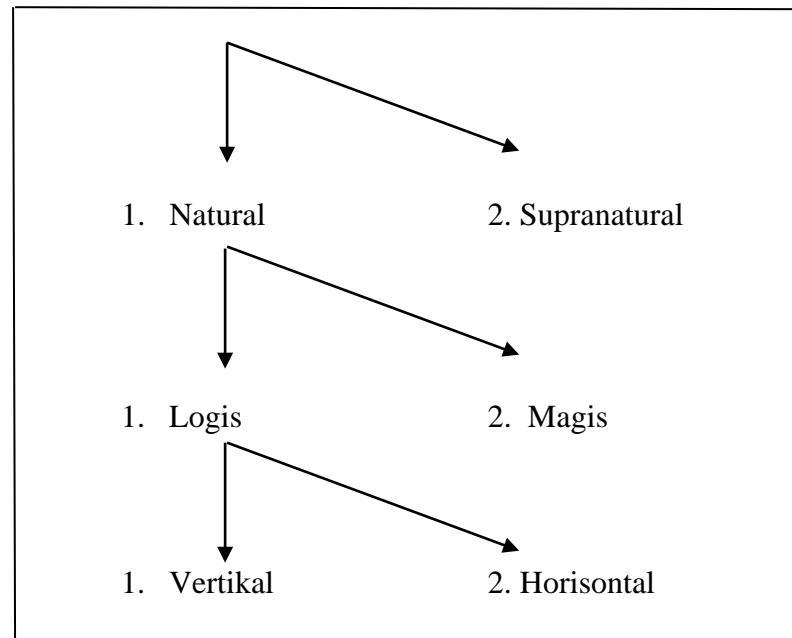 1. Natural 2. Supranatural
1. Logis 2. Magis
1. Vertikal 2. Horisontal